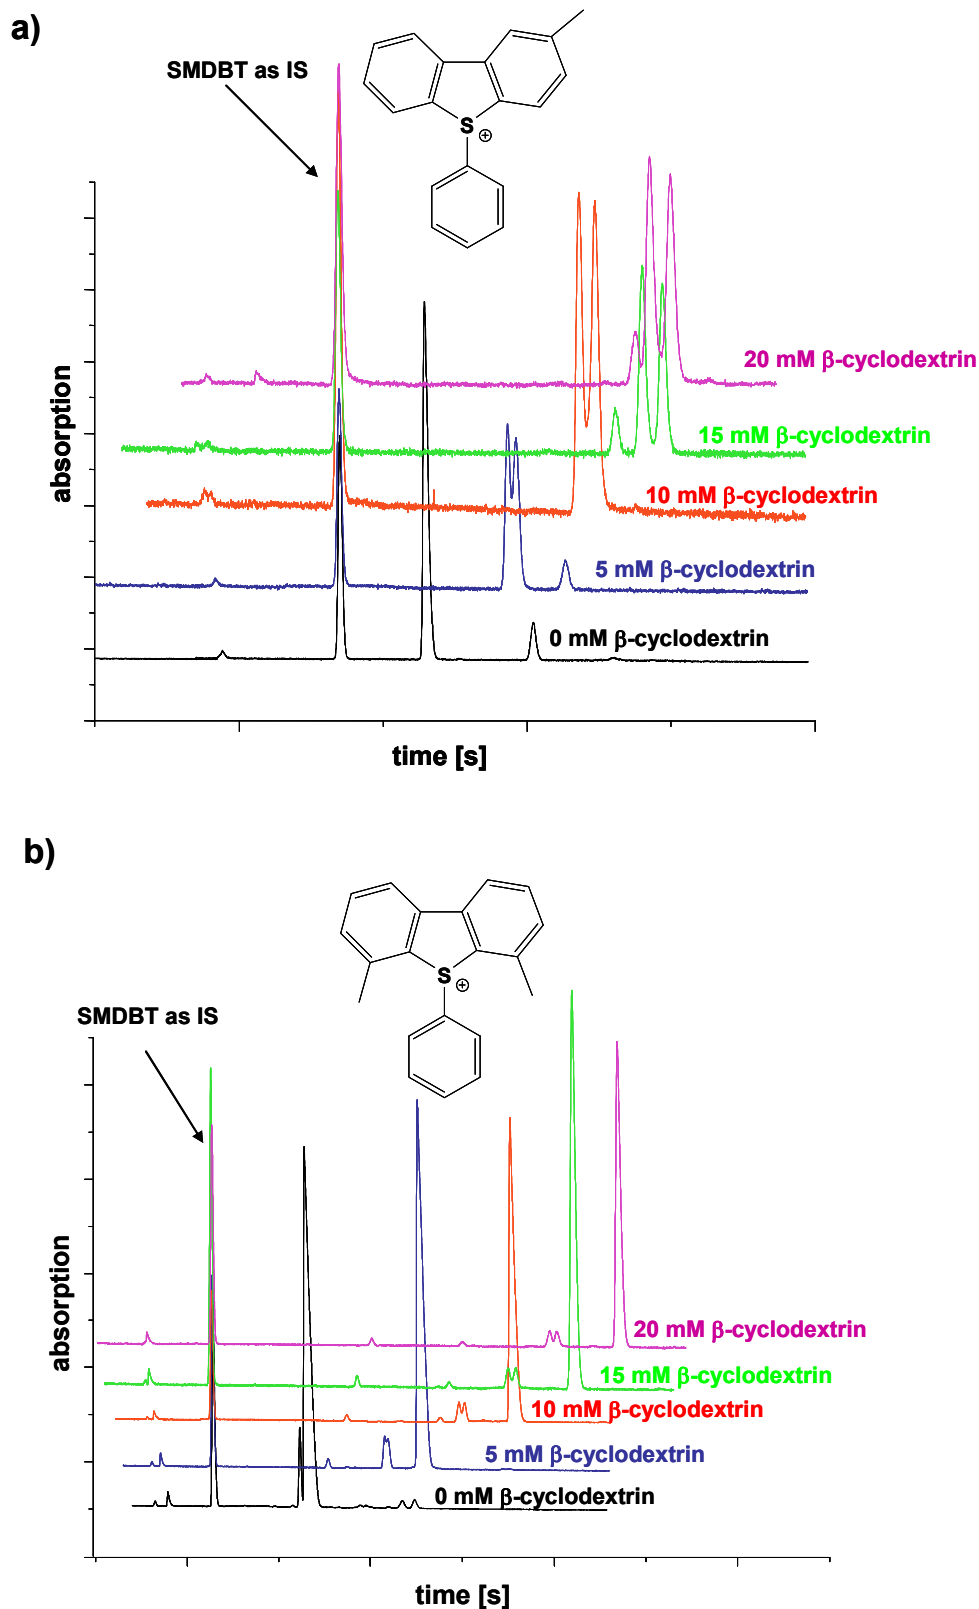 a)
SMDBT as IS
S
⊕
absorption
20 mM β-cyclodextrin
15 mM β-cyclodextrin
10 mM β-cyclodextrin
5 mM β-cyclodextrin
0 mM β-cyclodextrin
time [s]
b)
SMDBT as IS
S
⊕
absorption
20 mM β-cyclodextrin
15 mM β-cyclodextrin
10 mM β-cyclodextrin
5 mM β-cyclodextrin
0 mM β-cyclodextrin
time [s]